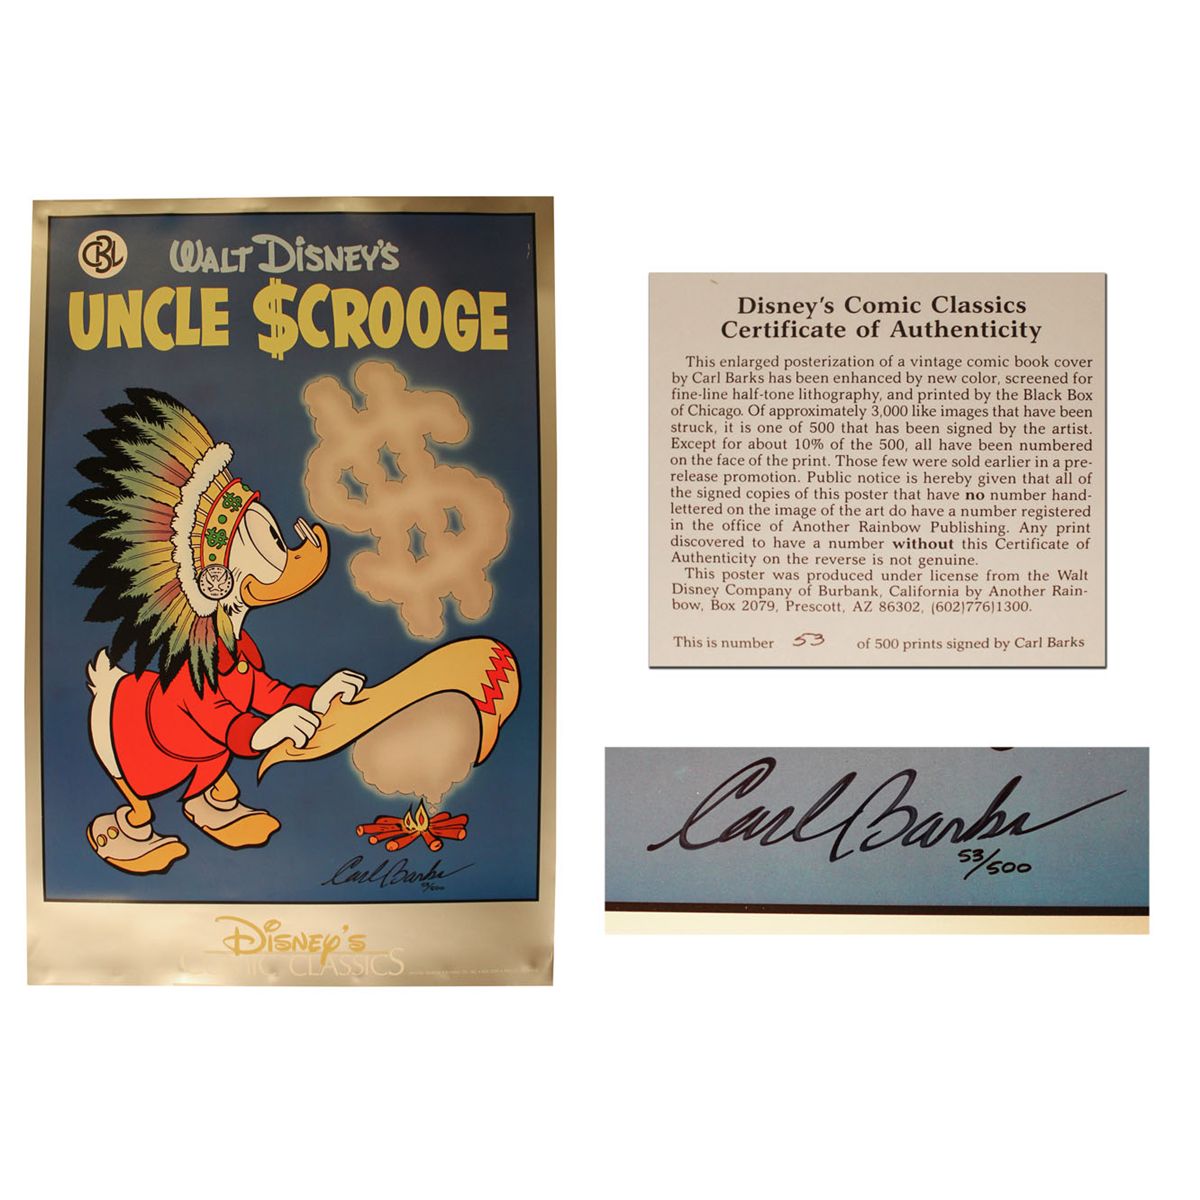 CBL
WALT DISNEY'S
UNCLE $CROOGE
Carl Barks
53/500
DISNEY'S
COMIC CLASSICS
Disney's Comic Classics
Certificate of Authenticity
This enlarged posterization of a vintage comic book cover
by Carl Barks has been enhanced by new color, screened for
fine-line half-tone lithography, and printed by the Black Box
of Chicago. Of approximately 3,000 like images that have been
struck, it is one of 500 that has been signed by the artist.
Except for about 10% of the 500, all have been numbered
on the face of the print. Those few were sold earlier in a pre-
release promotion. Public notice is hereby given that all of
the signed copies of this poster that have no number hand-
lettered on the image of the art do have a number registered
in the office of Another Rainbow Publishing. Any print
discovered to have a number without this Certificate of
Authenticity on the reverse is not genuine.
This poster was produced under license from the Walt
Disney Company of Burbank, California by Another Rain-
bow, Box 2079, Prescott, AZ 86302, (602)776)1300.
This is number 53 of 500 prints signed by Carl Barks
Carl Barks
53/500